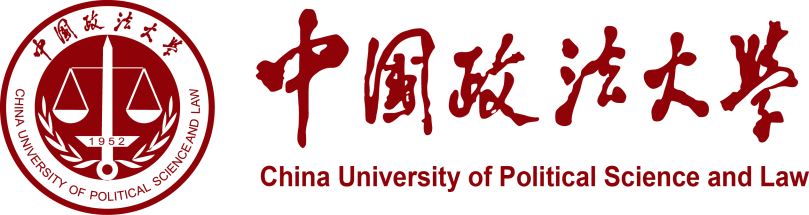 中国政法大学
1952
CHINA UNIVERSITY OF POLITICAL SCIENCE AND LAW
中国政法大学
China University of Political Science and Law